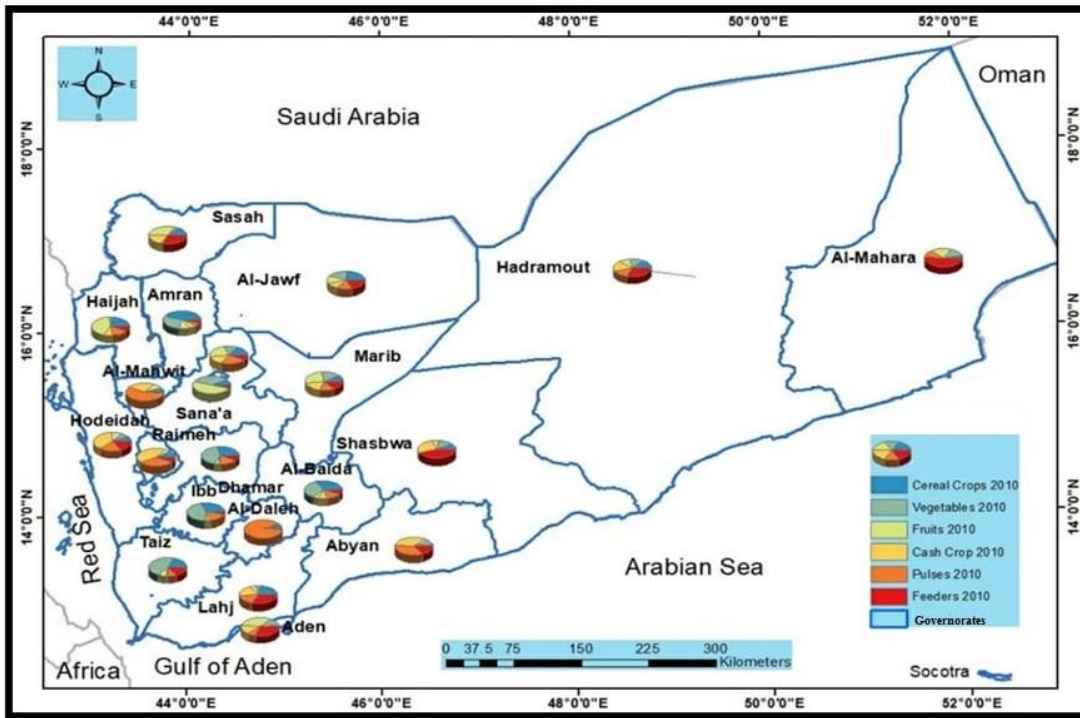 44°0'0"E 46°0'0"E 48°0'0"E 50°0'0"E 52°0'0"E
N
W E
S
Oman
Saudi Arabia
18°0'0"N
18°0'0"N
Sasah
Al-Jawf
Hadramout
Al-Mahara
Haijah
Amran
16°0'0"N
16°0'0"N
Marib
Al-Mahwit
Sana'a
Hodeidah
Raimeh
Shasbwa
Al-Baida
Ibb
Dhamar
Al-Daleh
14°0'0"N
14°0'0"N
Red Sea
Taiz
Abyan
Arabian Sea
Lahj
Aden
Cereal Crops 2010
Vegetables 2010
Fruits 2010
Cash Crop 2010
Pulses 2010
Feeders 2010
Governorates
0 37.5 75 150 225 300
Kilometers
Africa
Gulf of Aden
Socotra
44°0'0"E 46°0'0"E 48°0'0"E 50°0'0"E 52°0'0"E